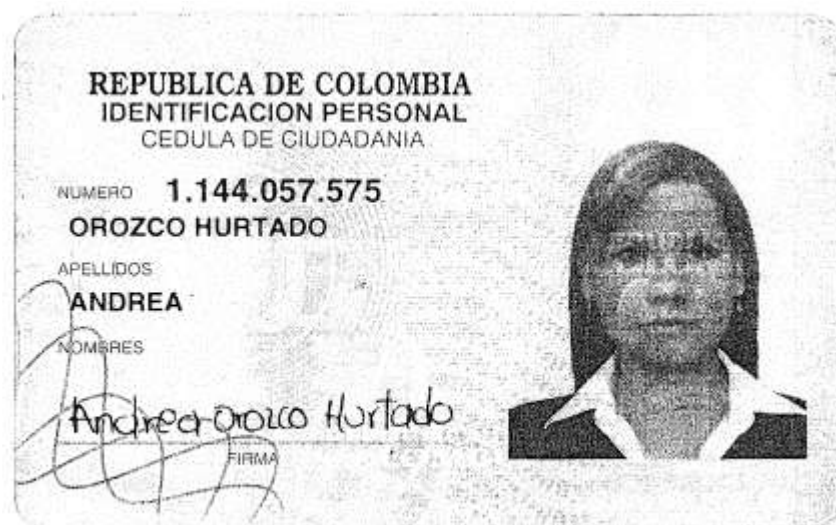 REPUBLICA DE COLOMBIA
IDENTIFICACION PERSONAL
CEDULA DE CIUDADANIA
NUMERO 1.144.057.575
OROZCO HURTADO
APELLIDOS
ANDREA
NOMBRES
Andrea Orozco Hurtado
FIRMA